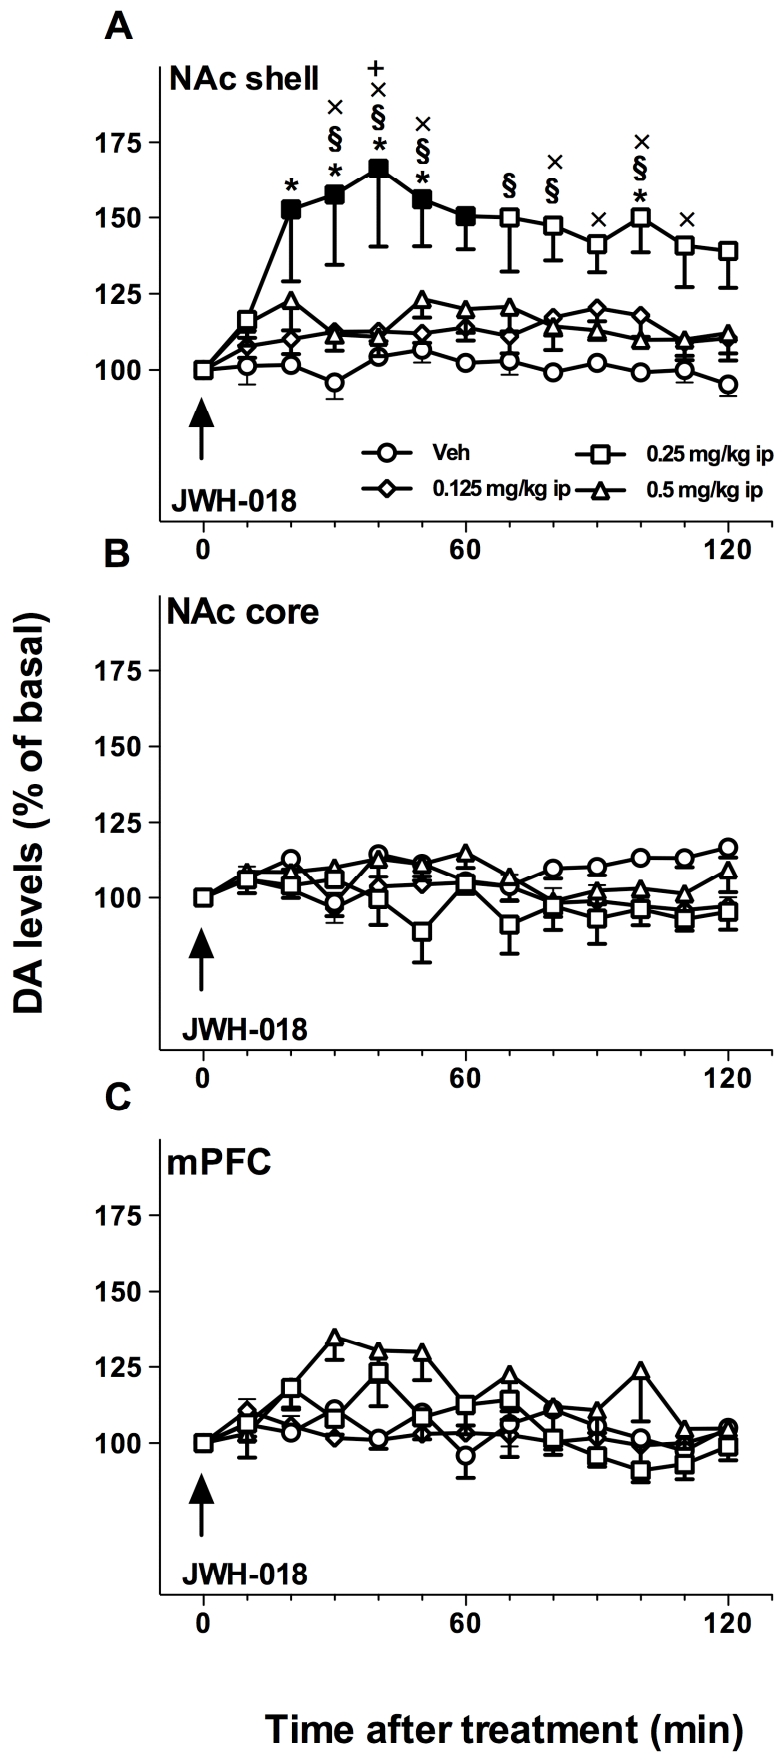 A
NAc shell
+
× × × × ×
§ § § § § §
* * * * * × ×
175
150
125
100
Veh
0.25 mg/kg ip
0.125 mg/kg ip
0.5 mg/kg ip
JWH-018
0 60 120
B
NAc core
175
150
125
100
JWH-018
0 60 120
DA levels (% of basal)
C
mPFC
175
150
125
100
JWH-018
0 60 120
Time after treatment (min)